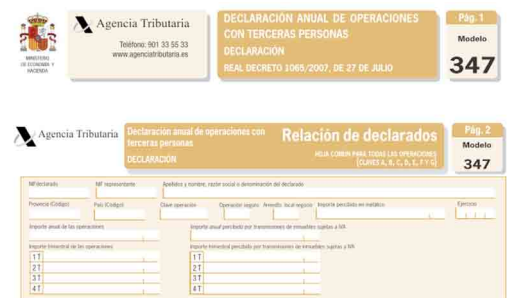 MINISTERIO
DE ECONOMÍA Y
HACIENDA
Agencia Tributaria
Teléfono: 901 33 55 33
www.agenciatributaria.es
DECLARACIÓN ANUAL DE OPERACIONES
CON TERCERAS PERSONAS
DECLARACIÓN
REAL DECRETO 1065/2007, DE 27 DE JULIO
Pág. 1
Modelo
347
Agencia Tributaria
Declaración anual de operaciones con
terceras personas
DECLARACIÓN
Relación de declarados
HOJA COMÚN PARA TODAS LAS OPERACIONES
(CLAVES A, B, C, D, E, F Y G)
Pág. 2
Modelo
347
NIF declarado NIF representante Apellidos y nombre, razón social o denominación del declarado
Provincia (Código) País (Código) Clave operación Operación seguro Arrendto. local negocio Importe percibido en metálico Ejercicio
Importe anual de las operaciones Importe anual percibido por transmisiones de inmuebles sujetas a IVA
Importe trimestral de las operaciones Importe trimestral percibido por transmisiones de inmuebles sujetas a IVA
1T 1T
2T 2T
3T 3T
4T 4T